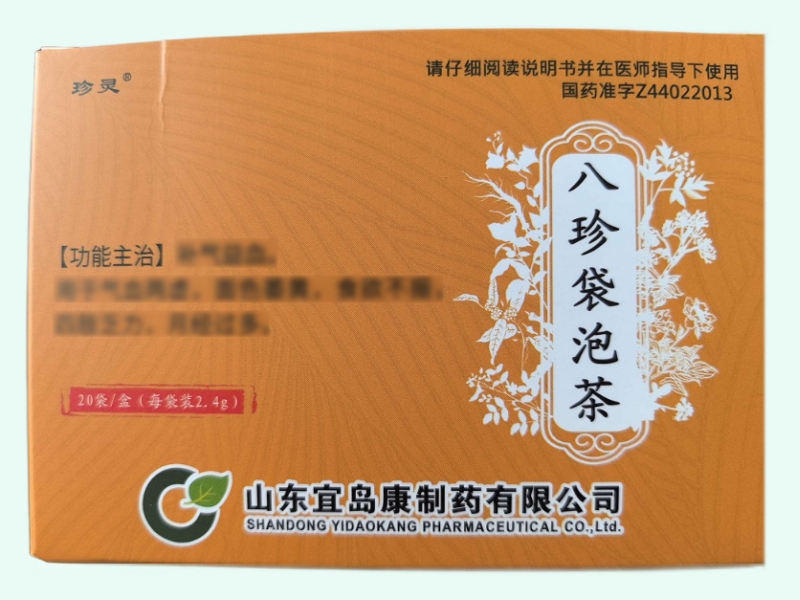 珍灵®
请仔细阅读说明书并在医师指导下使用
国药准字Z44022013
八珍袋泡茶
【功能主治】
20袋/盒(每袋装2.4g)
山东宜岛康制药有限公司
SHANDONG YIDAOKANG PHARMACEUTICAL CO.,Ltd.